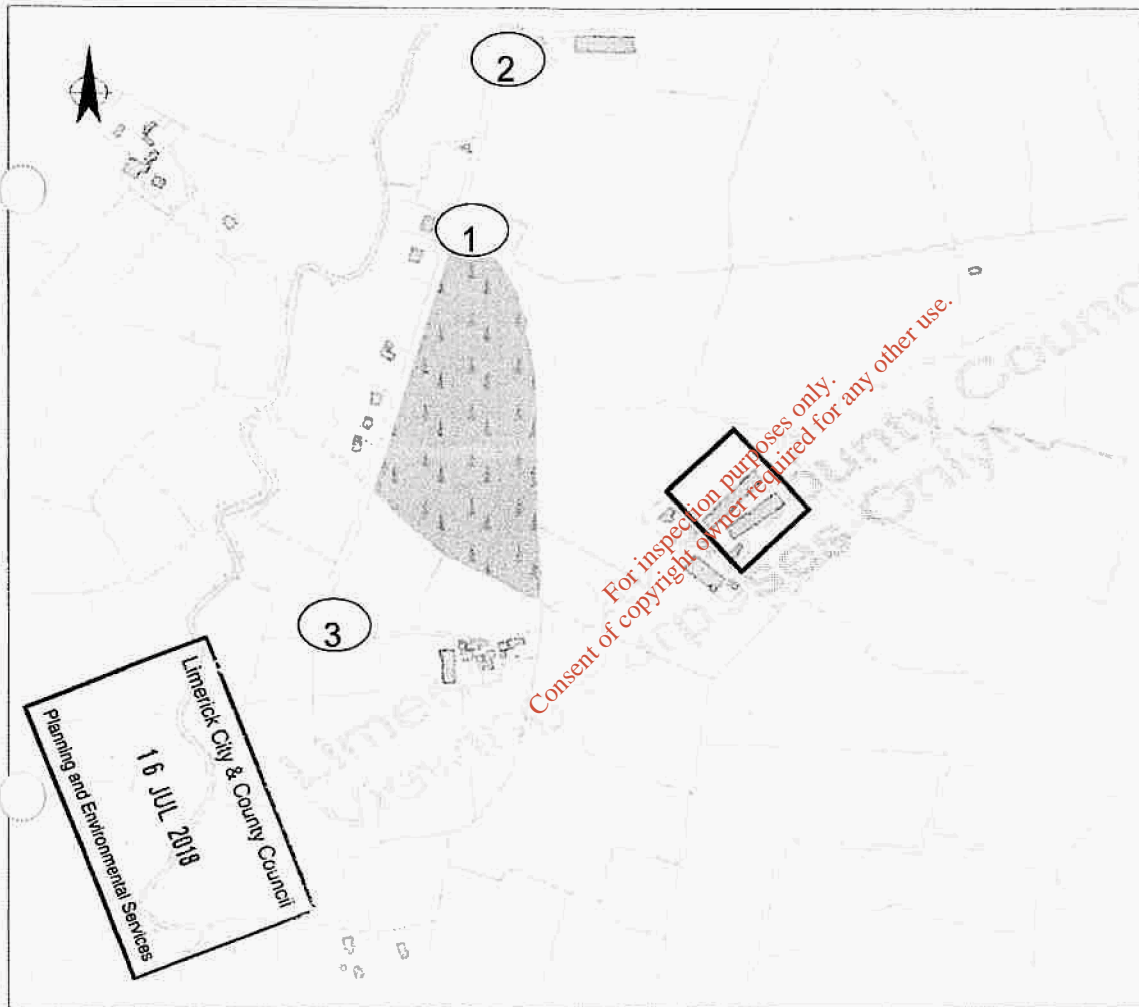 2
1
For inspection purposes only.
Consent of copyright owner required for any other use.
3
Limerick City & County Council
16 JUL 2018
Planning and Environmental Services